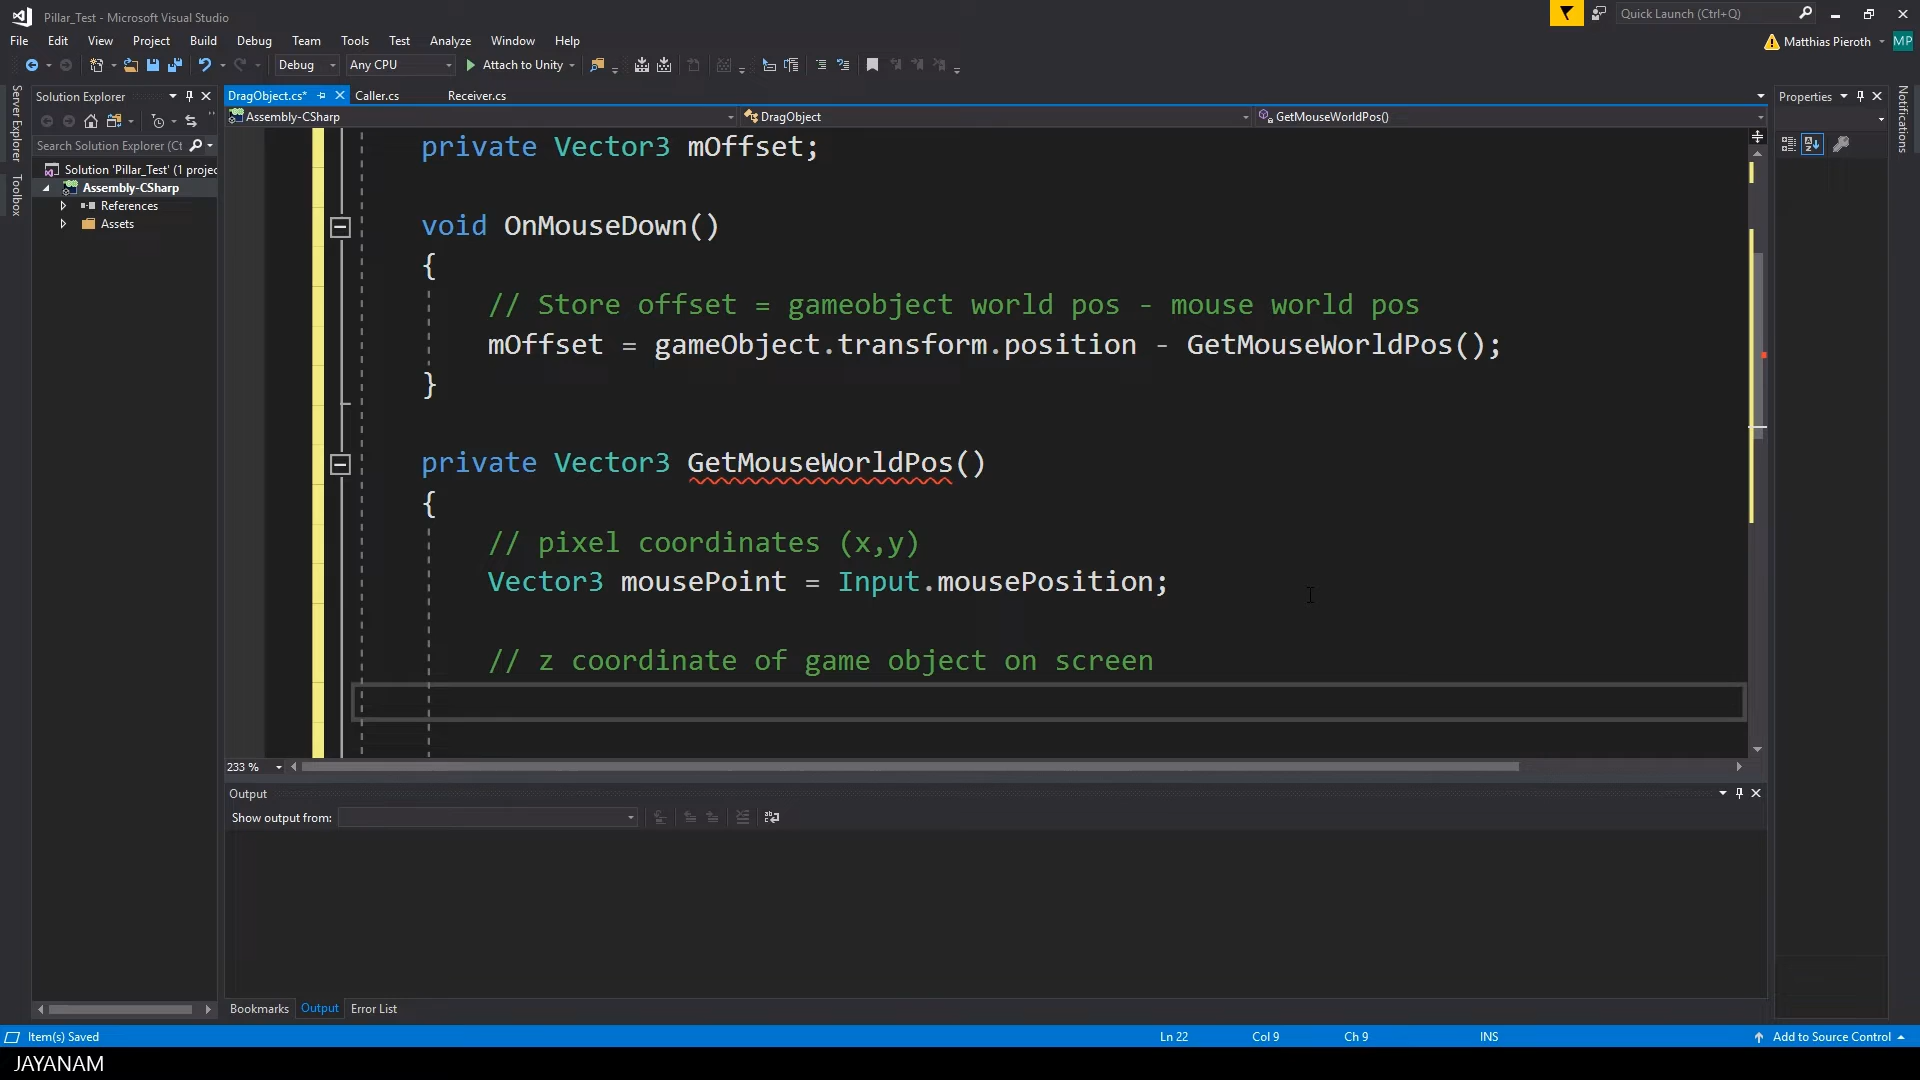 Pillar_Test - Microsoft Visual Studio
Quick Launch (Ctrl+Q)
File Edit View Project Build Debug Team Tools Test Analyze Window Help
Matthias Pieroth MP
Debug Any CPU Attach to Unity
Server Explorer
Toolbox
Solution Explorer
Search Solution Explorer (Ct
Solution 'Pillar_Test' (1 projec
Assembly-CSharp
References
Assets
DragObject.cs* Caller.cs Receiver.cs
Assembly-CSharp DragObject GetMouseWorldPos()
private Vector3 mOffset;
void OnMouseDown()
{
// Store offset = gameobject world pos - mouse world pos
mOffset = gameObject.transform.position - GetMouseWorldPos();
}
private Vector3 GetMouseWorldPos()
{
// pixel coordinates (x,y)
Vector3 mousePoint = Input.mousePosition;
// z coordinate of game object on screen
233 %
Output
Show output from:
Bookmarks Output Error List
Properties
Notifications
Item(s) Saved Ln 22 Col 9 Ch 9 INS Add to Source Control
JAYANAM